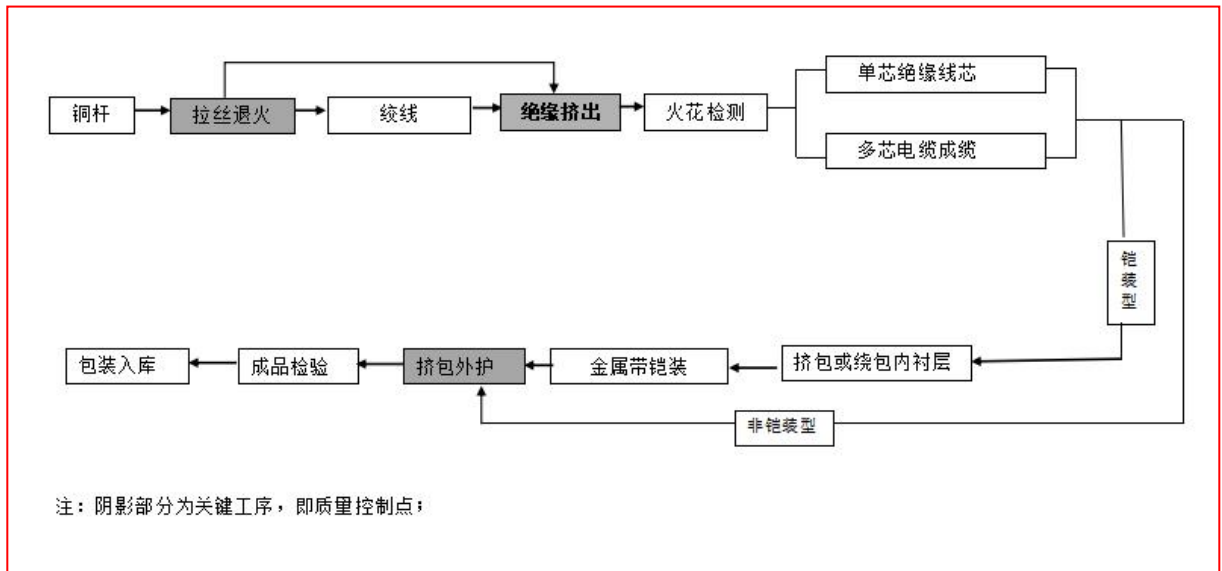 单芯绝缘线芯
铜杆
拉丝退火
绞线
绝缘挤出
火花检测
多芯电缆成缆
铠装型
包装入库
成品检验
挤包外护
金属带铠装
挤包或绕包内衬层
非铠装型
注：阴影部分为关键工序，即质量控制点；